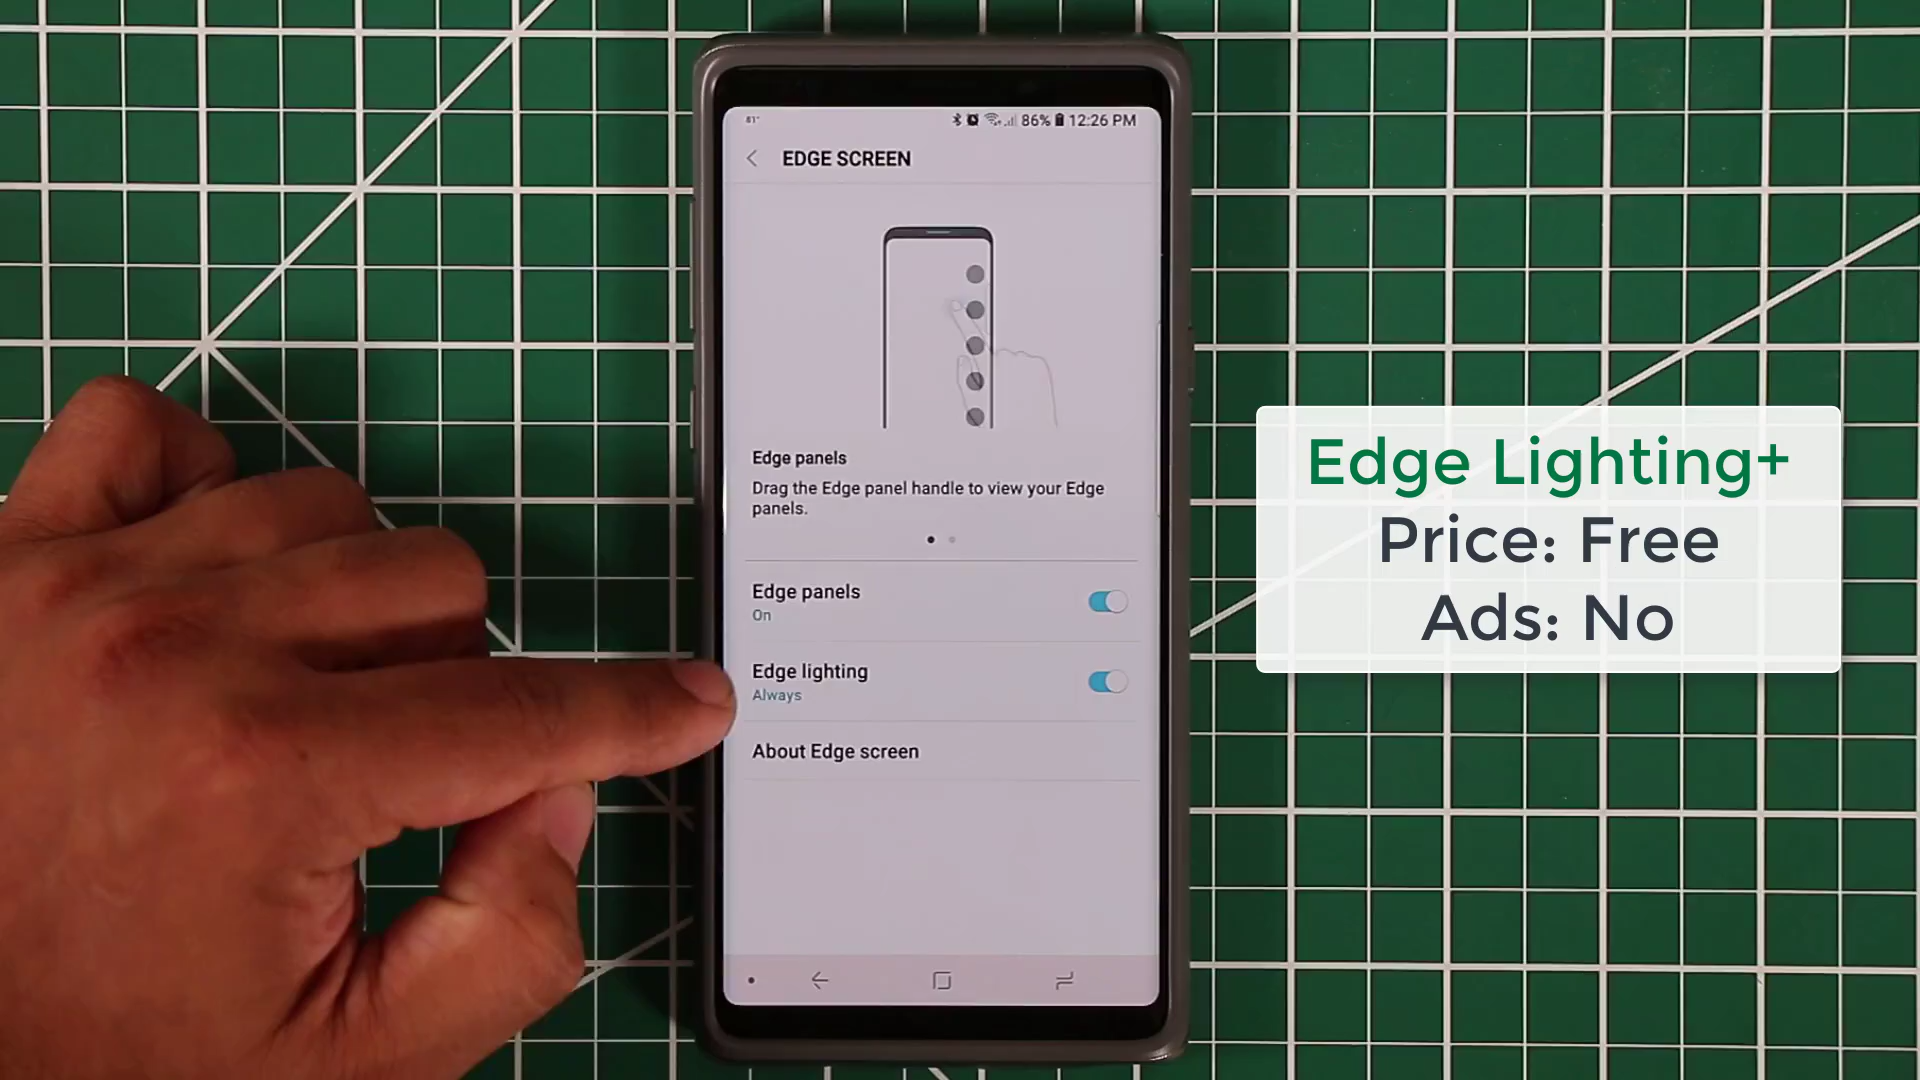 81°
86% 12:26 PM
EDGE SCREEN
Edge panels
Drag the Edge panel handle to view your Edge
panels.
Edge panels
On
Edge lighting
Always
About Edge screen
Edge Lighting+
Price: Free
Ads: No